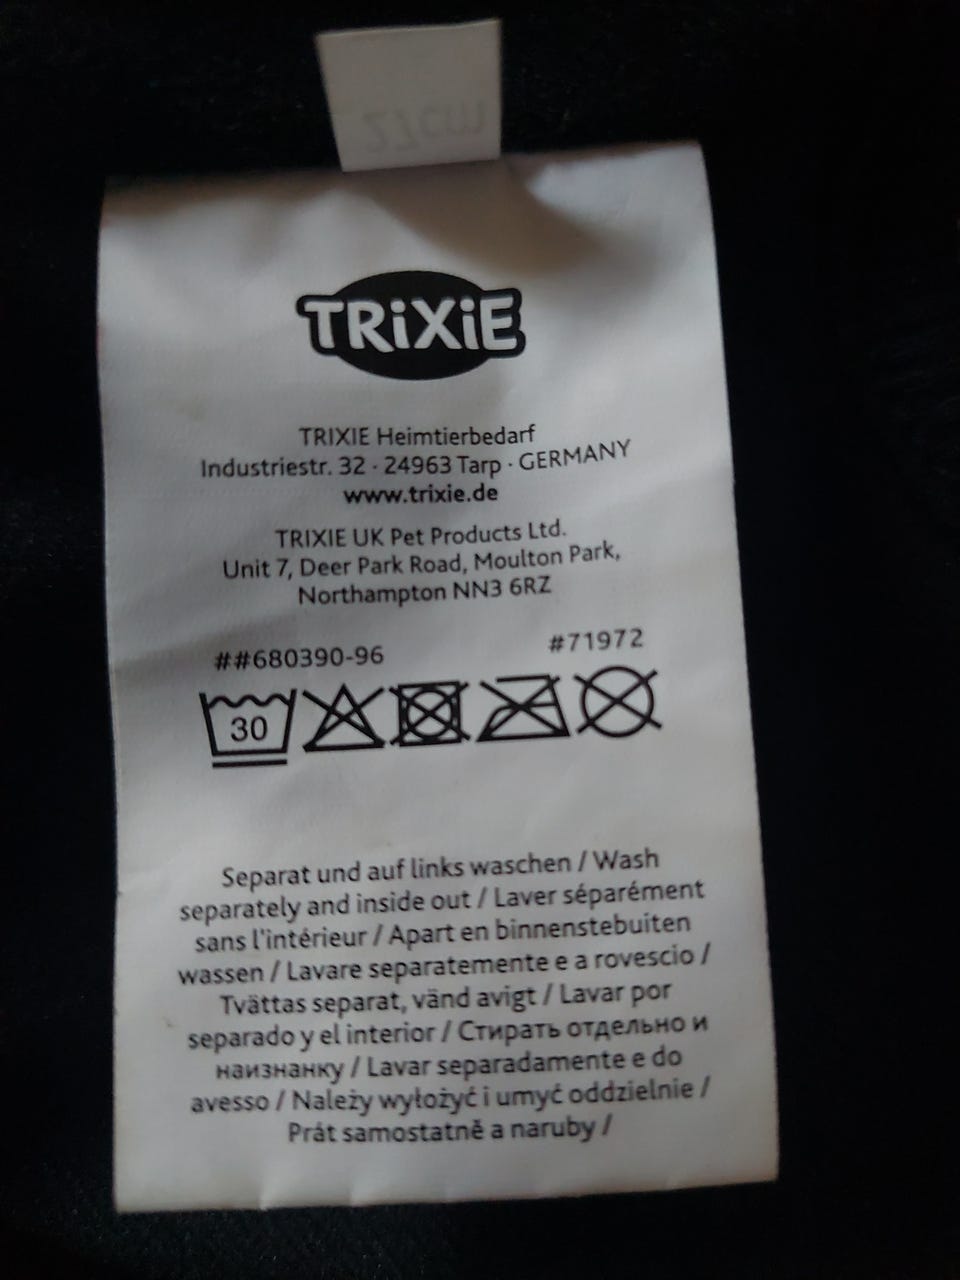 27cm
TRiXiE
TRIXIE Heimtierbedarf
Industriestr. 32 · 24963 Tarp · GERMANY
www.trixie.de
TRIXIE UK Pet Products Ltd.
Unit 7, Deer Park Road, Moulton Park,
Northampton NN3 6RZ
##680390-96 #71972
30
Separat und auf links waschen / Wash
separately and inside out / Laver séparément
sans l'intérieur / Apart en binnenstebuiten
wassen / Lavare separatemente e a rovescio /
Tvättas separat, vänd avigt / Lavar por
separado y el interior / Стирать отдельно и
наизнанку / Lavar separadamente e do
avesso / Należy wyłożyć i umyć oddzielnie /
Prát samostatně a naruby /